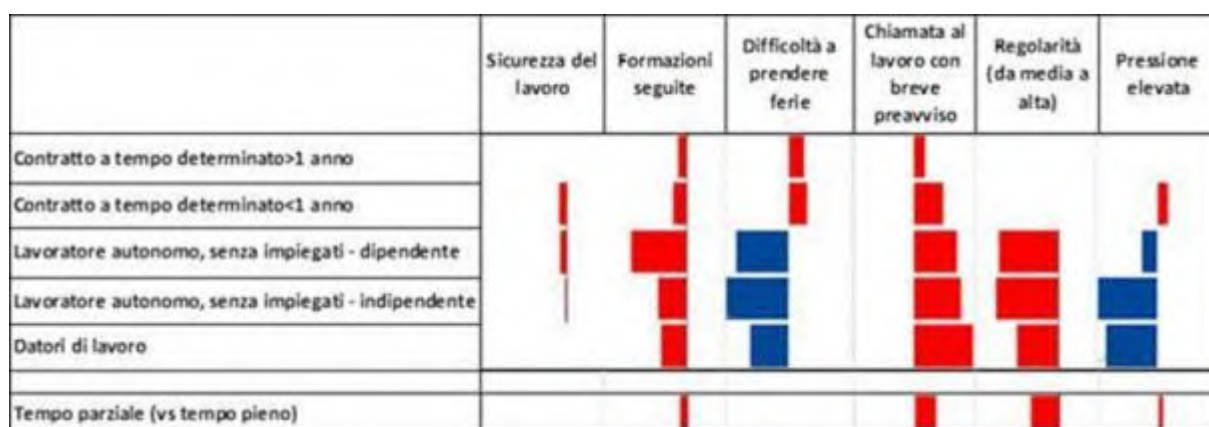 Sicurezza del
lavoro
Formazioni
seguite
Difficoltà a
prendere
ferie
Chiamata al
lavoro con
breve
preavviso
Regolarità
(da media a
alta)
Pressione
elevata
Contratto a tempo determinato>1 anno
Contratto a tempo determinato<1 anno
Lavoratore autonomo, senza impiegati - dipendente
Lavoratore autonomo, senza impiegati - indipendente
Datori di lavoro
Tempo parziale (vs tempo pieno)